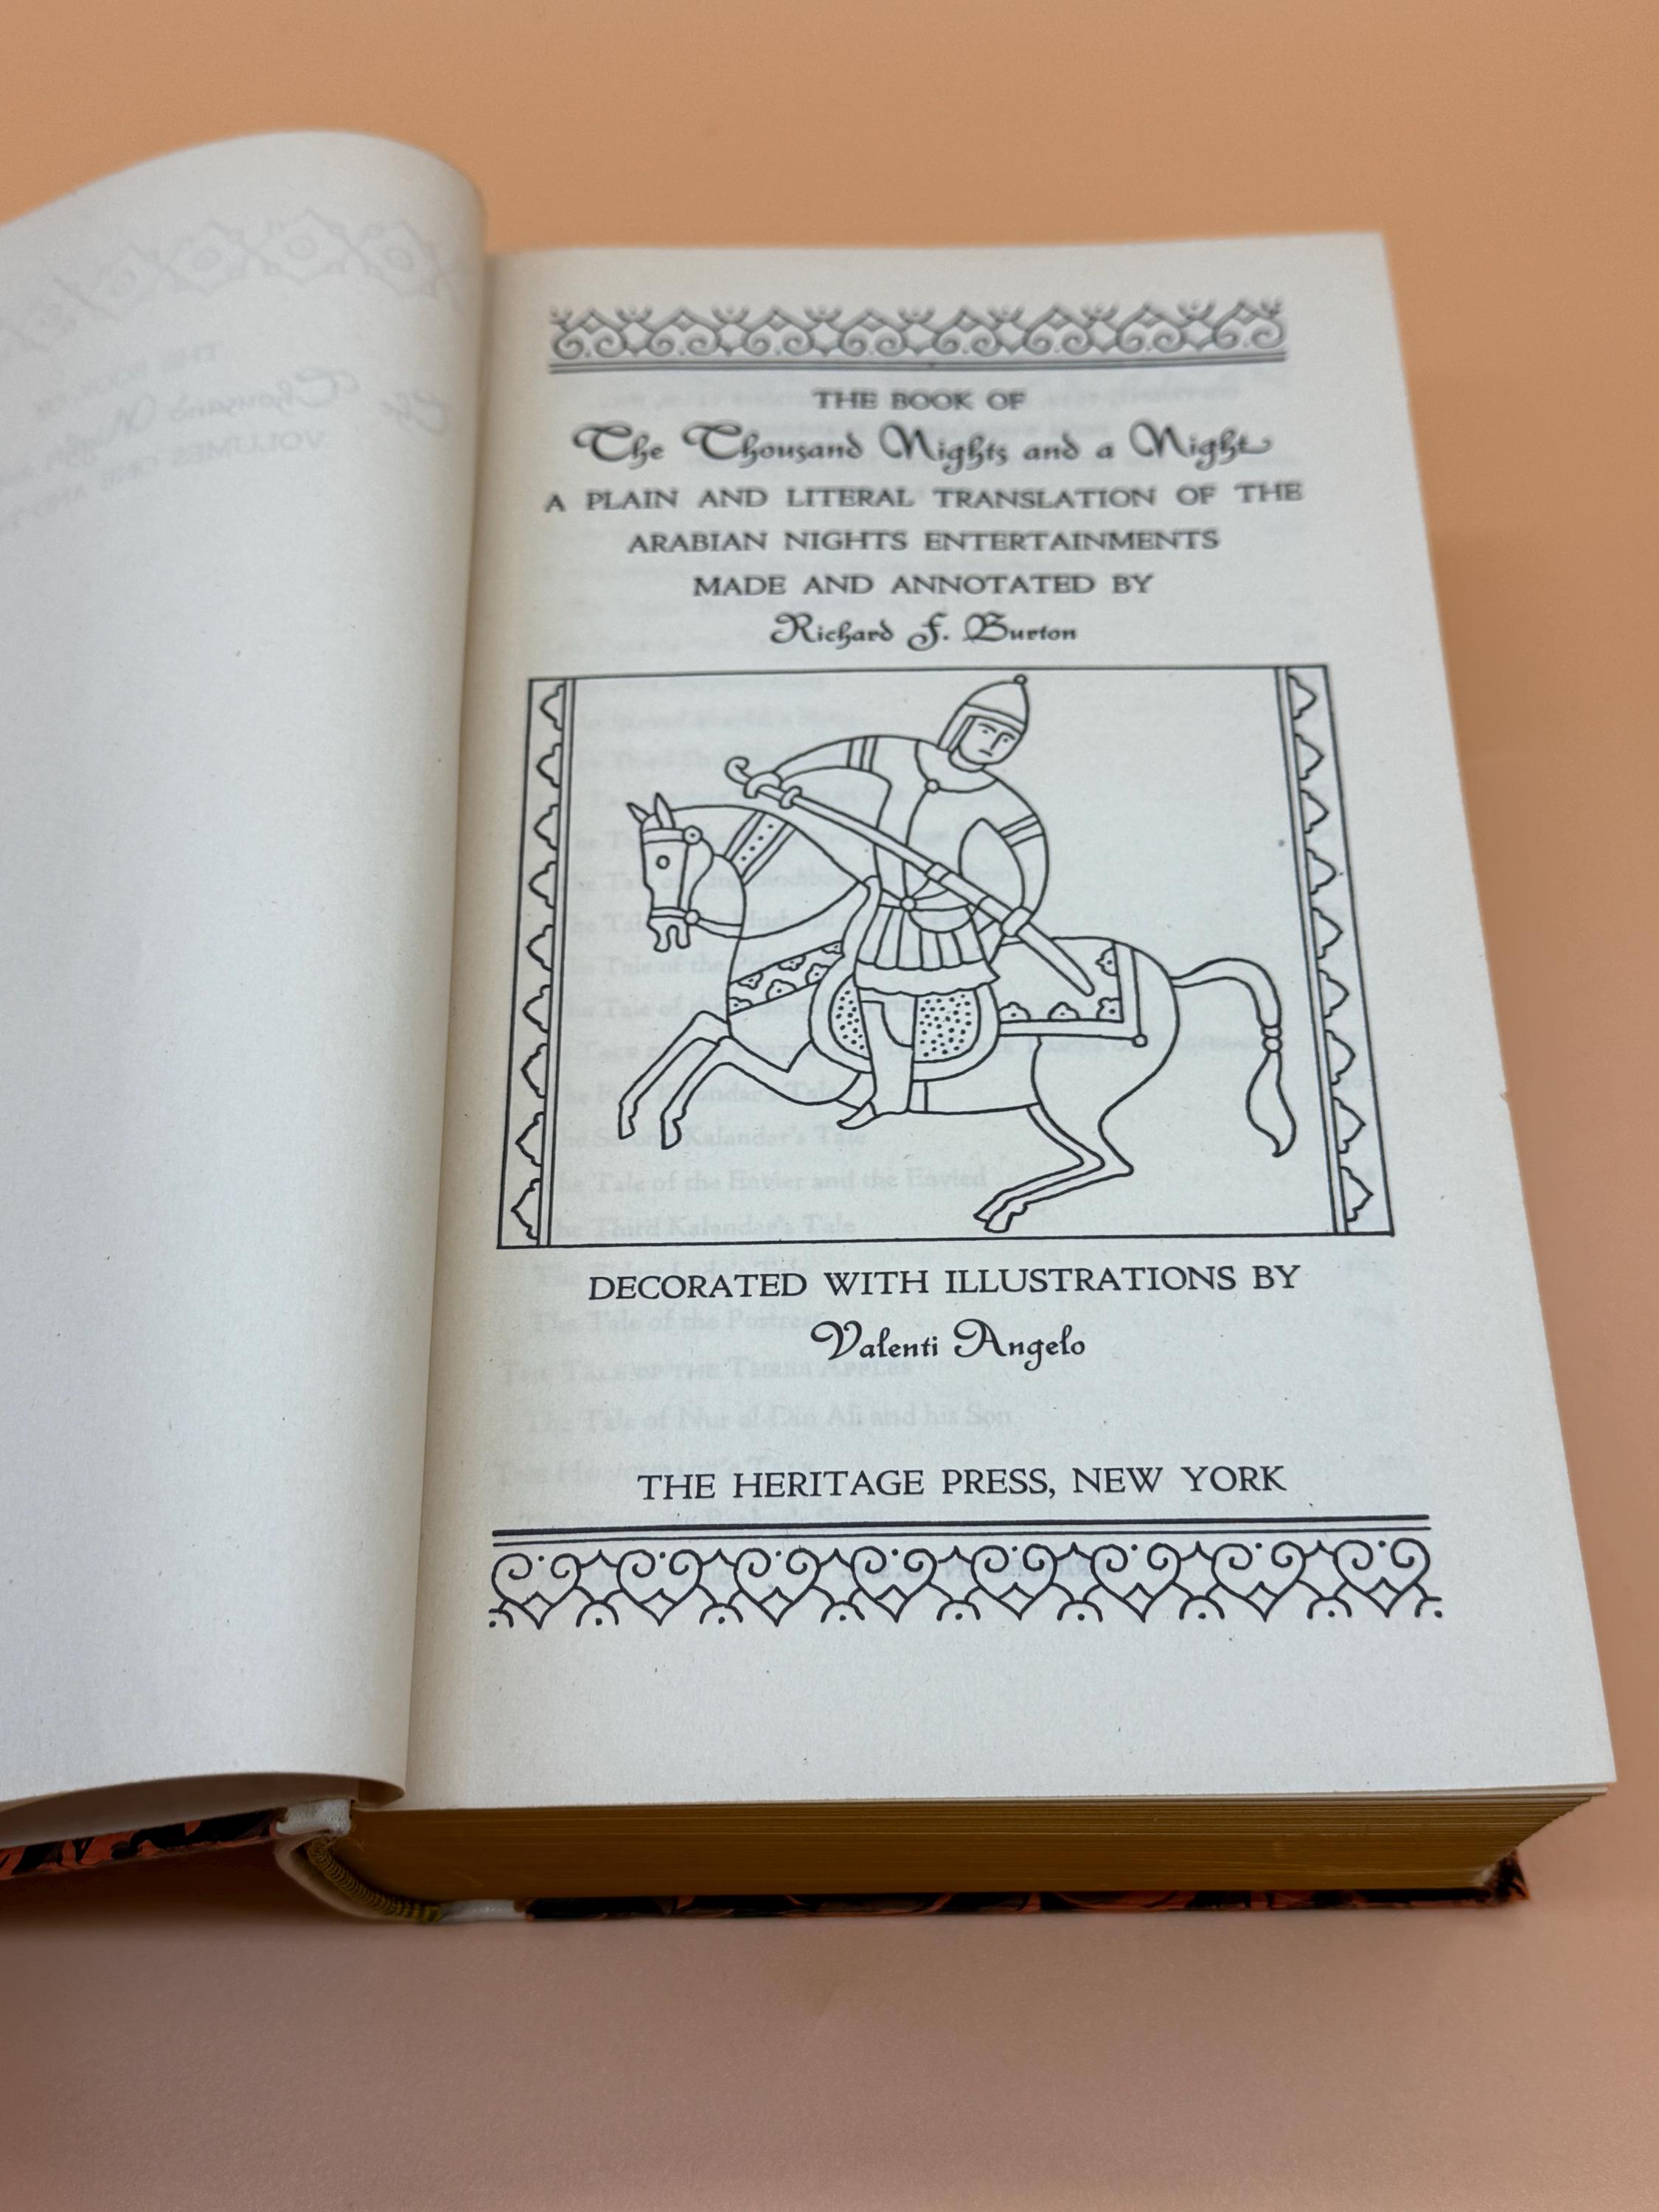 THE BOOK OF
The Thousand Nights and a Night
A PLAIN AND LITERAL TRANSLATION OF THE
ARABIAN NIGHTS ENTERTAINMENTS
MADE AND ANNOTATED BY
Richard F. Burton
DECORATED WITH ILLUSTRATIONS BY
Valenti Angelo
THE HERITAGE PRESS, NEW YORK